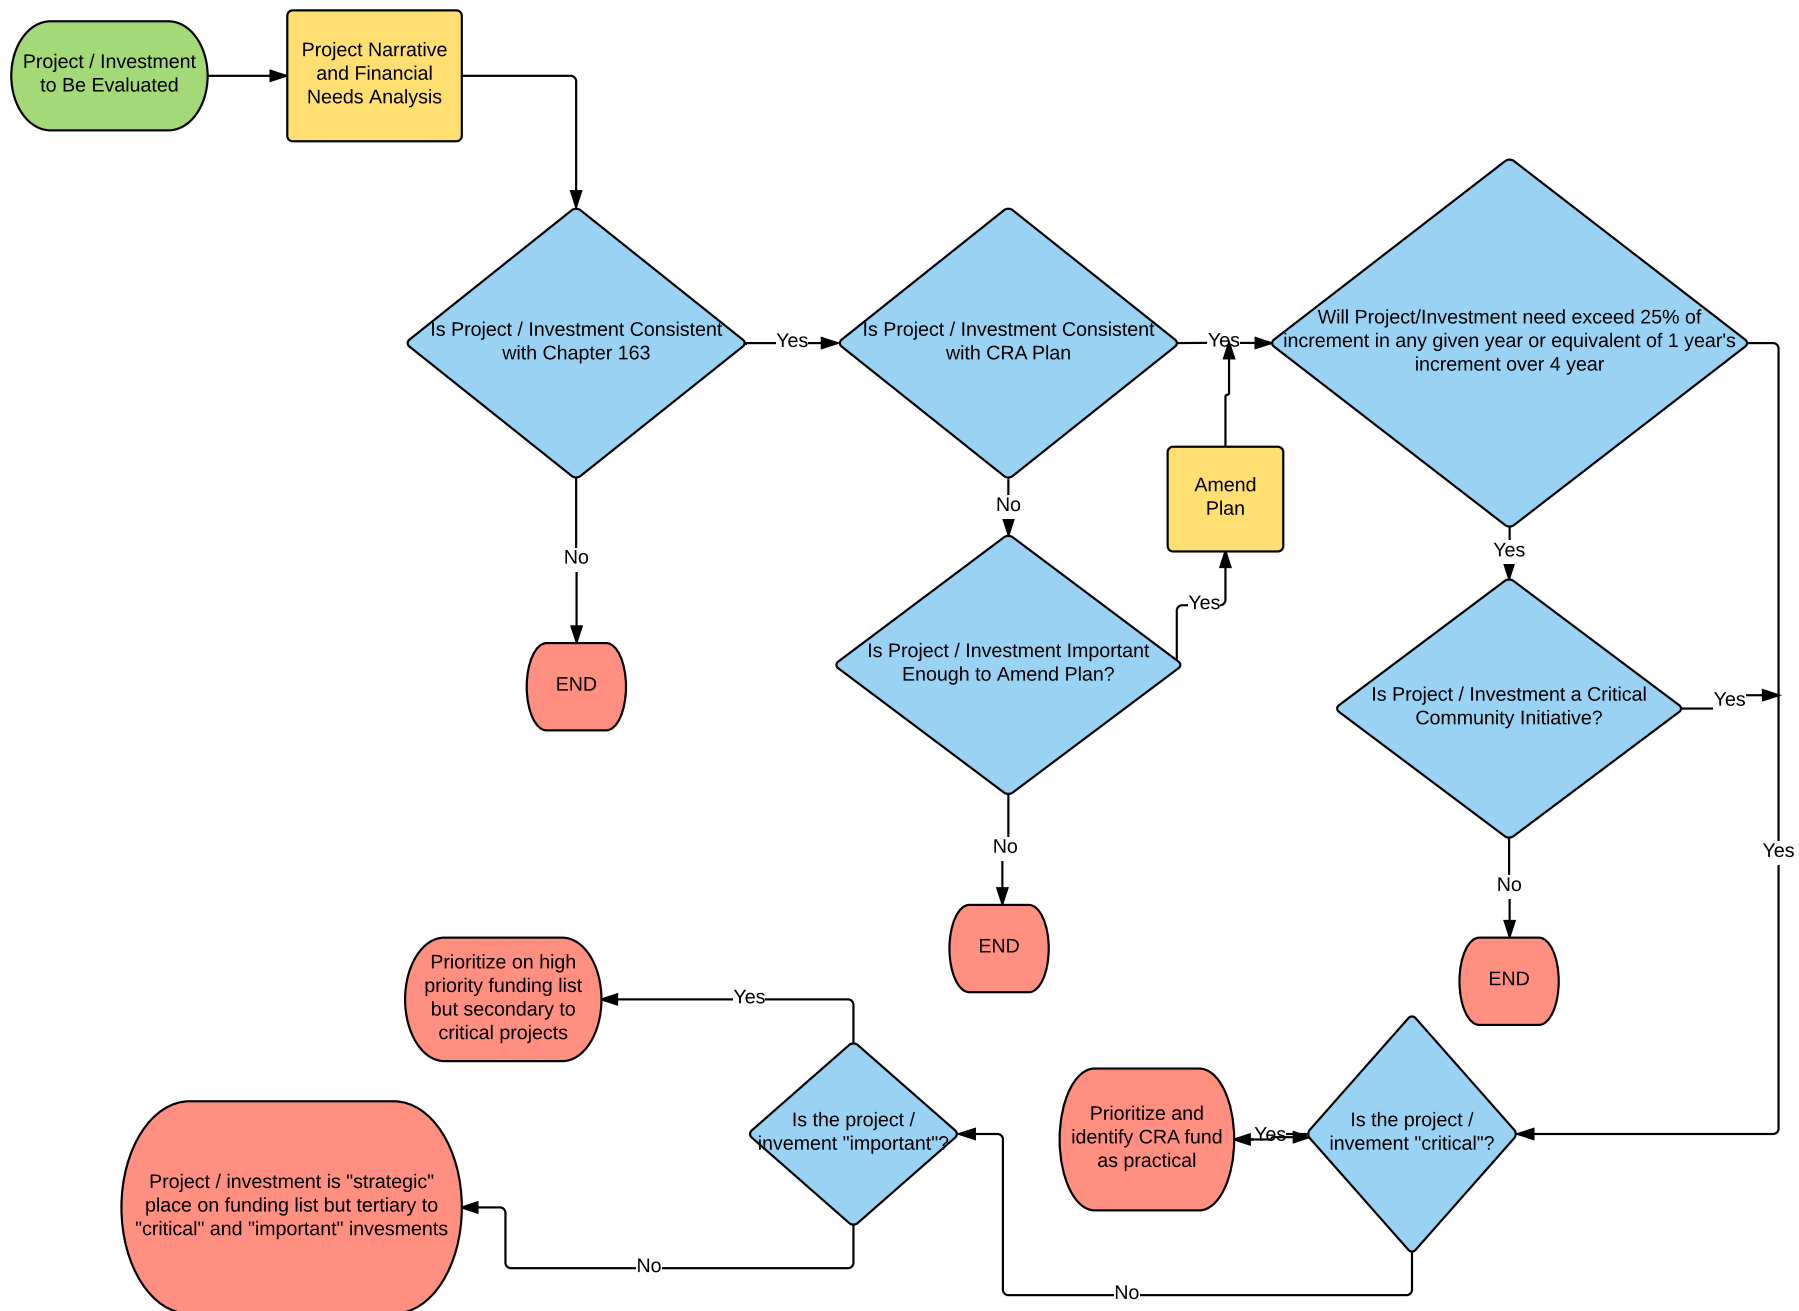 Project / Investment
to Be Evaluated
Project Narrative
and Financial
Needs Analysis
Is Project / Investment Consistent
with Chapter 163
Yes
Is Project / Investment Consistent
with CRA Plan
Yes
Will Project/Investment need exceed 25% of
increment in any given year or equivalent of 1 year's
increment over 4 year
No
END
No
Amend
Plan
Yes
Is Project / Investment Important
Enough to Amend Plan?
Yes
Is Project / Investment a Critical
Community Initiative?
Yes
Yes
No
END
No
END
Prioritize on high
priority funding list
but secondary to
critical projects
Yes
Is the project /
invement "important"?
Prioritize and
identify CRA fund
as practical
Yes
Is the project /
invement "critical"?
Project / investment is "strategic"
place on funding list but tertiary to
"critical" and "important" invesments
No
No